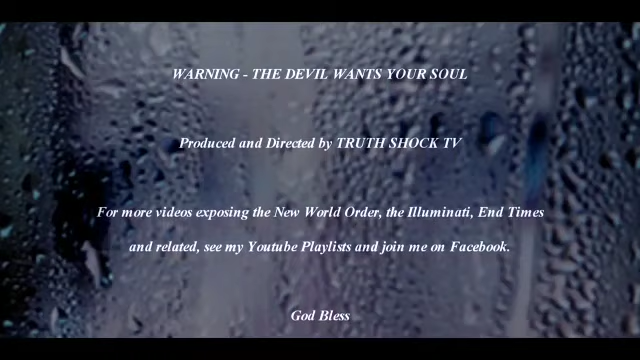 WARNING - THE DEVIL WANTS YOUR SOUL
Produced and Directed by TRUTH SHOCK TV
For more videos exposing the New World Order, the Illuminati, End Times
and related, see my Youtube Playlists and join me on Facebook.
God Bless